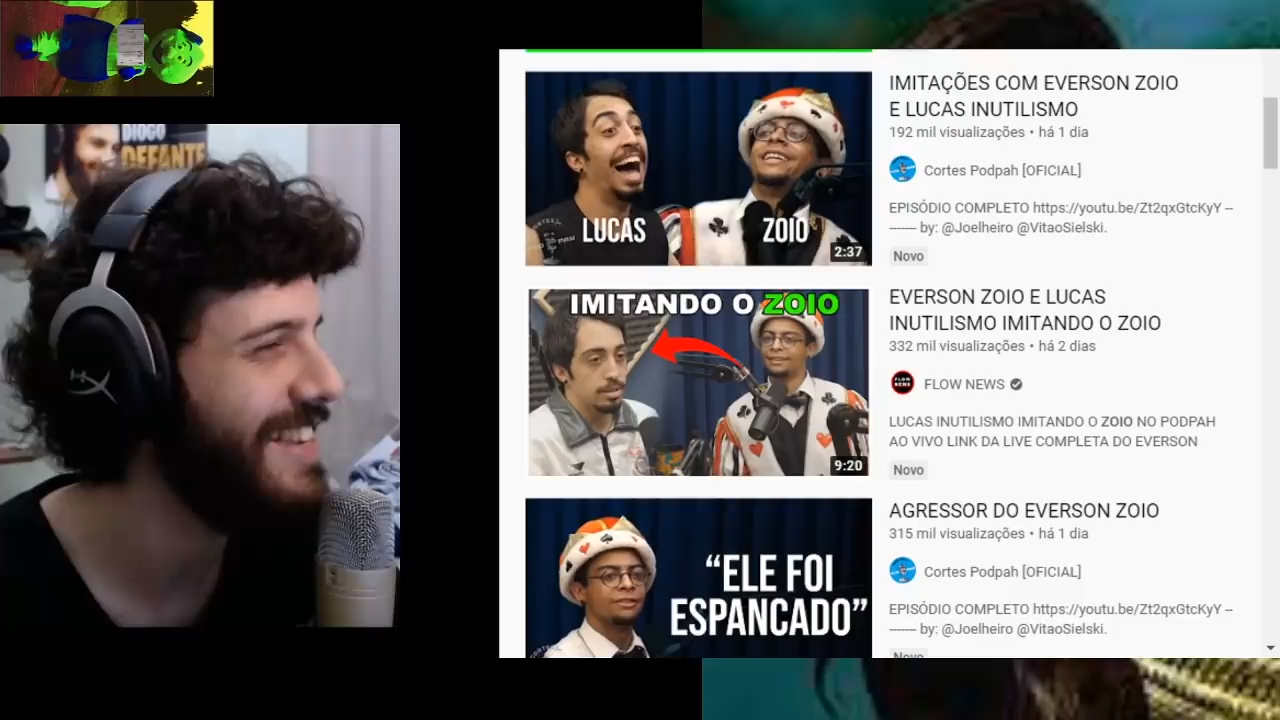 DIOGO
DEFANTE
LUCAS
ZOIO
2:37
IMITAÇÕES COM EVERSON ZOIO
E LUCAS INUTILISMO
192 mil visualizações • há 1 dia
Cortes Podpah [OFICIAL]
EPISÓDIO COMPLETO https://youtu.be/Zt2qxGtcKyY --
------- by: @Joelheiro @VitaoSielski.
Novo
IMITANDO O ZOIO
9:20
EVERSON ZOIO E LUCAS
INUTILISMO IMITANDO O ZOIO
332 mil visualizações • há 2 dias
FLOW NEWS
FLOW NEWS
LUCAS INUTILISMO IMITANDO O ZOIO NO PODPAH
AO VIVO LINK DA LIVE COMPLETA DO EVERSON
Novo
"ELE FOI
ESPANCADO"
AGRESSOR DO EVERSON ZOIO
315 mil visualizações • há 1 dia
Cortes Podpah [OFICIAL]
EPISÓDIO COMPLETO https://youtu.be/Zt2qxGtcKyY --
------- by: @Joelheiro @VitaoSielski.
Novo